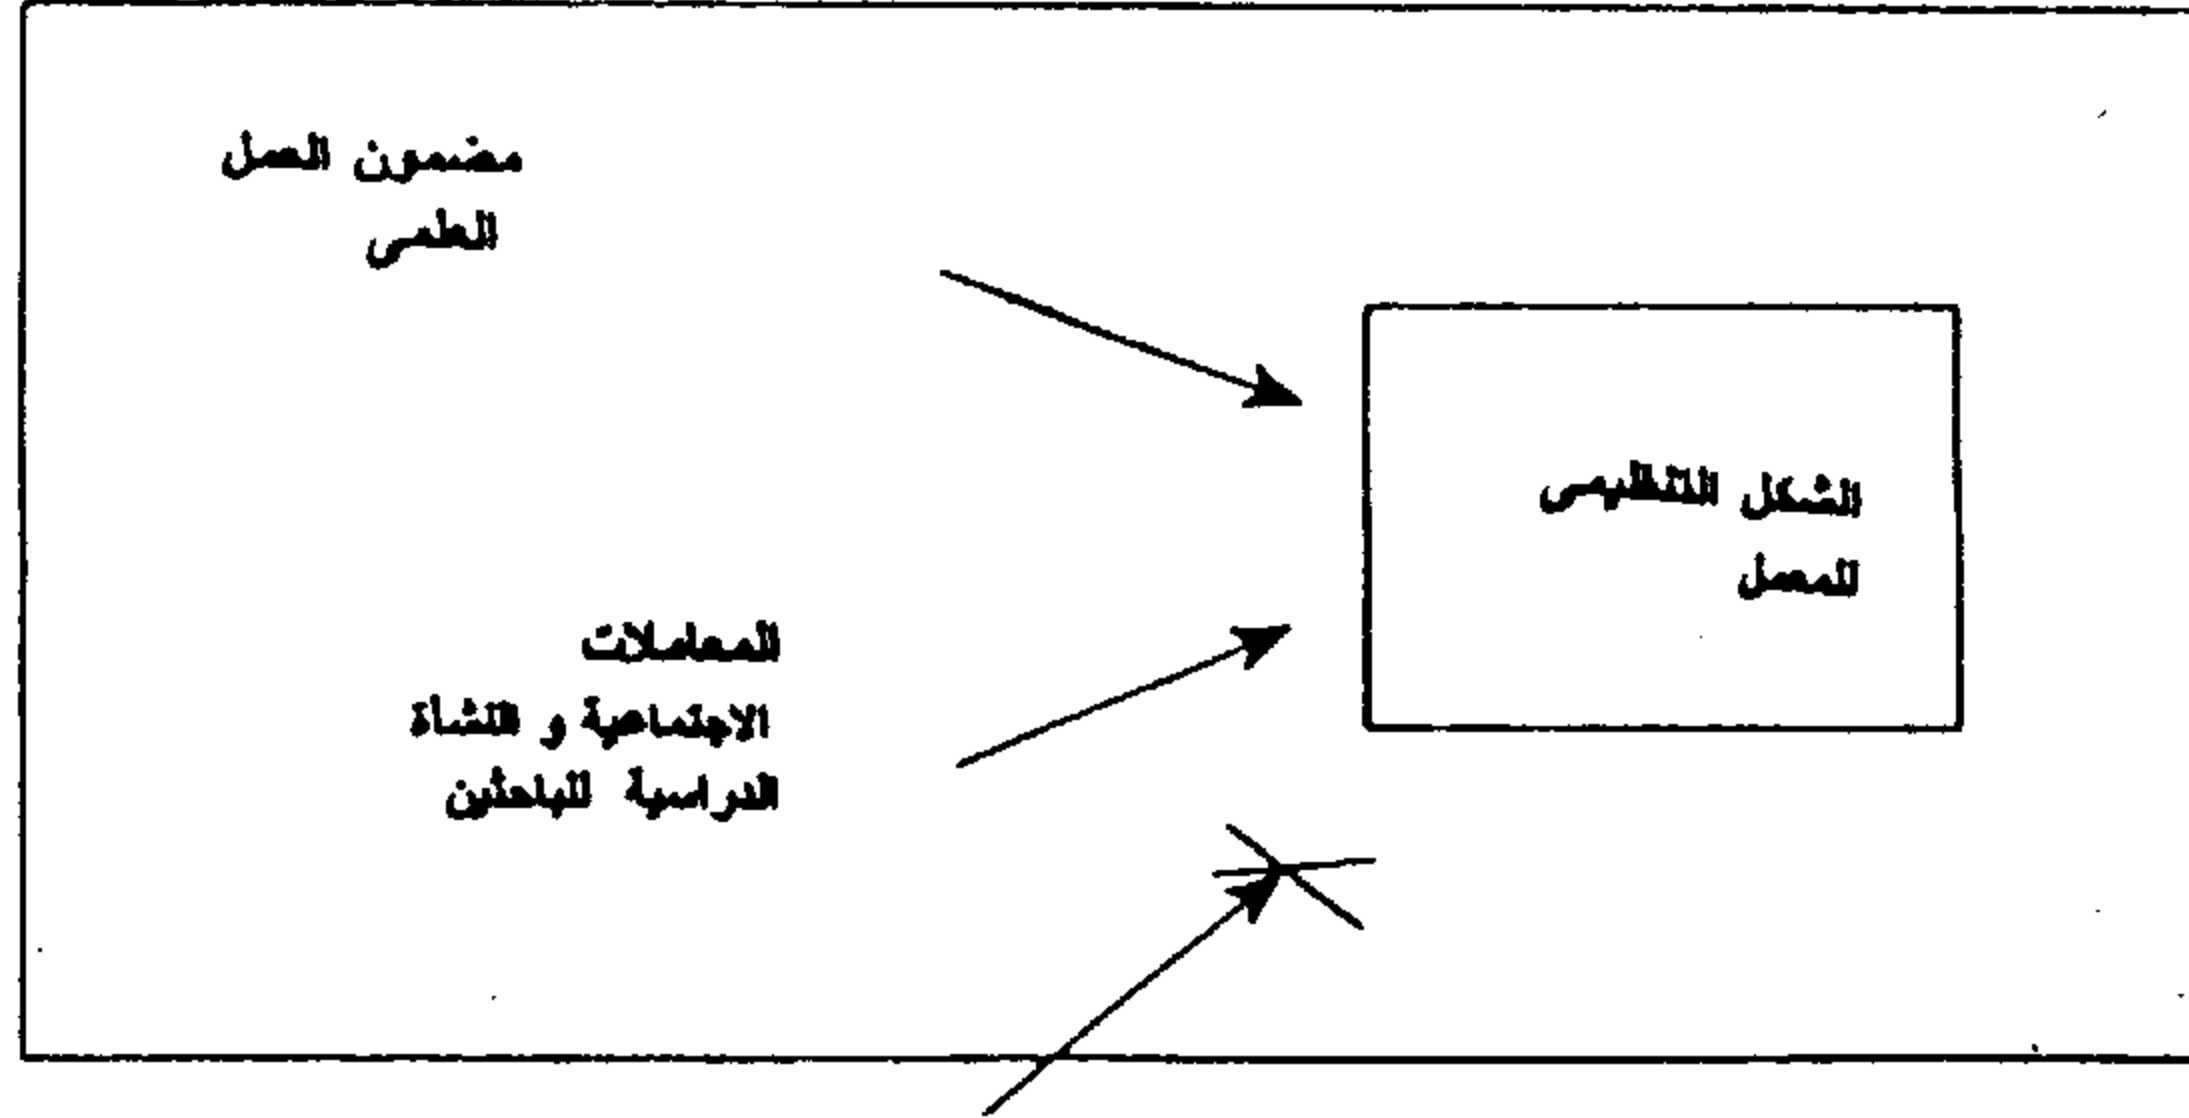 مضمون العمل
العلمى
الشكل التنظيمى
للمعمل
المعاملات
الاجتماعية و النشأة
الدراسية للباحثين